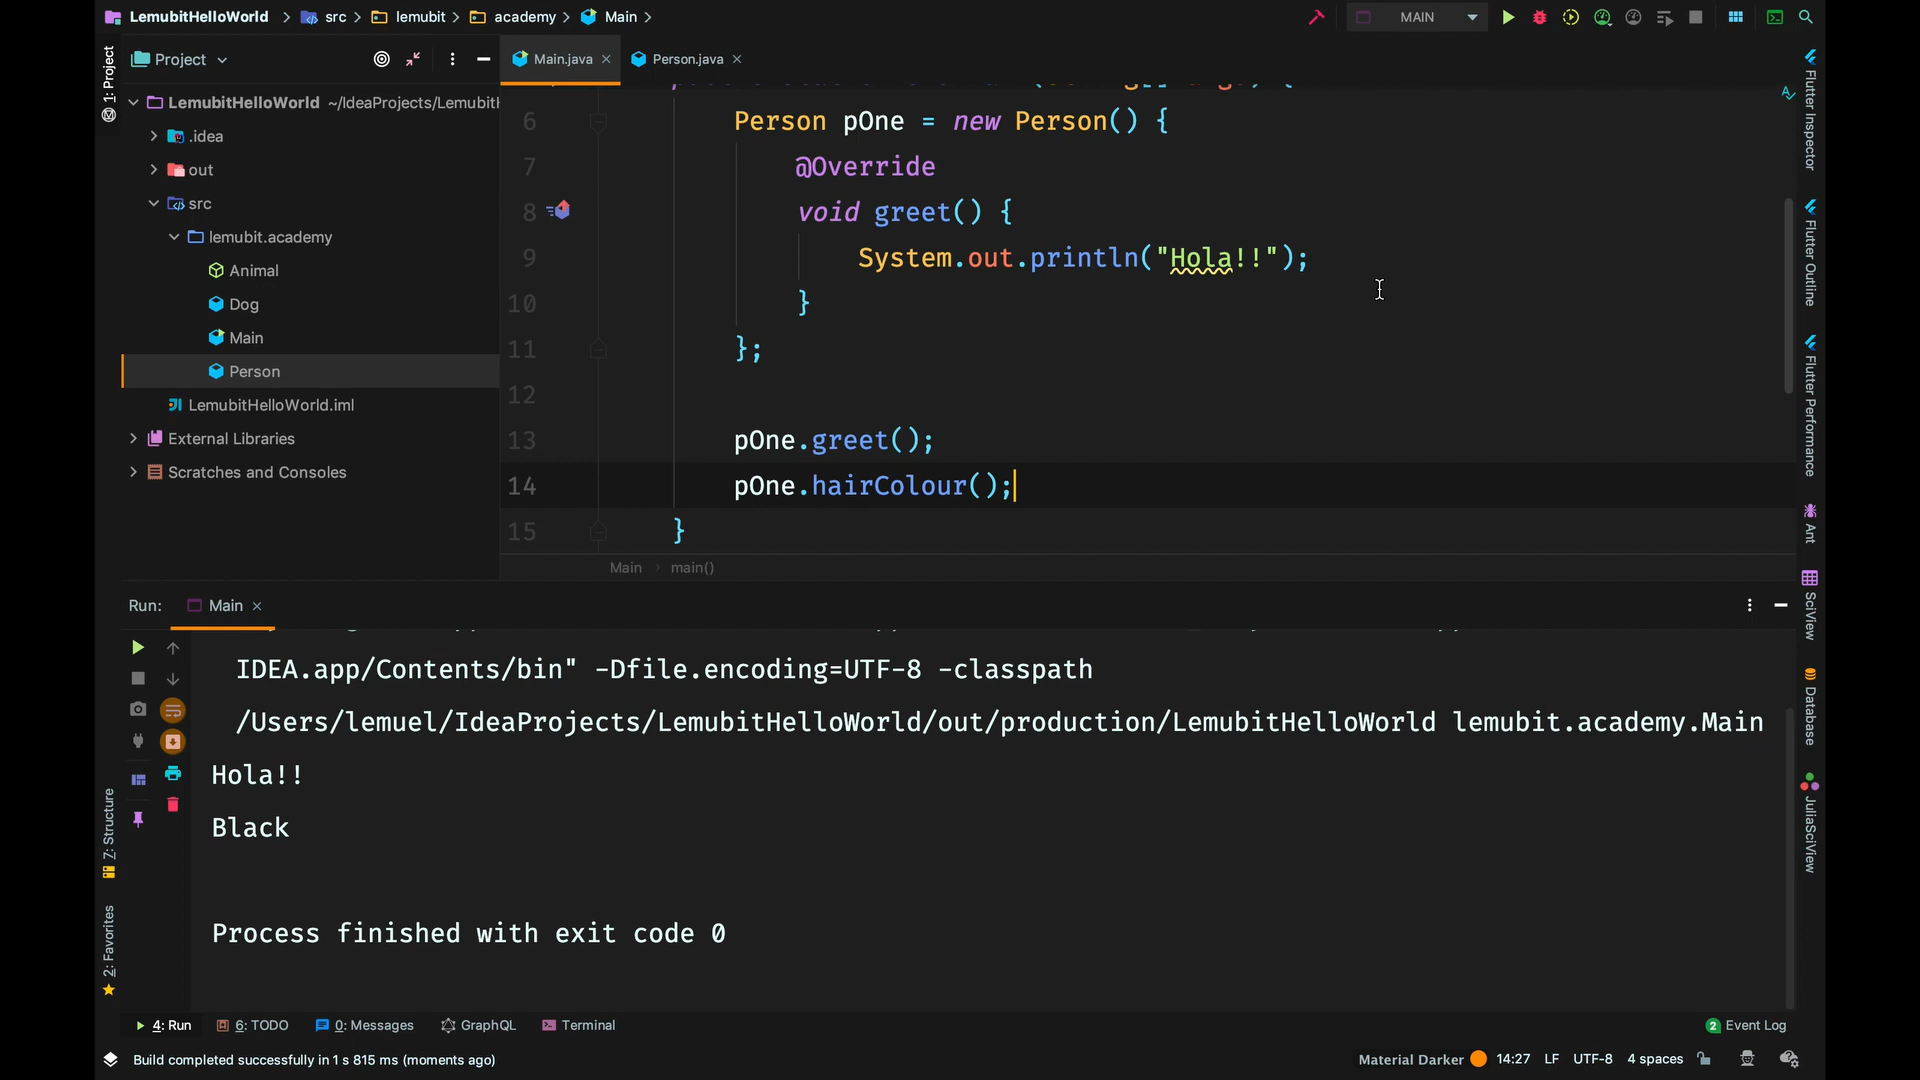 LemubitHelloWorld > src > lemubit > academy > Main >
MAIN
1: Project
Project
Main.java
Person.java
LemubitHelloWorld ~/IdeaProjects/Lemubit
.idea
out
src
lemubit.academy
Animal
Dog
Main
Person
LemubitHelloWorld.iml
External Libraries
Scratches and Consoles
6 Person pOne = new Person() {
7 @Override
8 void greet() {
9 System.out.println("Hola!!");
10 }
11 };
12
13 pOne.greet();
14 pOne.hairColour();
15 }
Main > main()
Flutter Inspector
Flutter Outline
Flutter Performance
Ant
SciView
Database
JuliaSciView
Run: Main
IDEA.app/Contents/bin" -Dfile.encoding=UTF-8 -classpath
/Users/lemuel/IdeaProjects/LemubitHelloWorld/out/production/LemubitHelloWorld lemubit.academy.Main
Hola!!
Black
Process finished with exit code 0
Z: Structure
2: Favorites
4: Run
6: TODO
0: Messages
GraphQL
Terminal
2 Event Log
Build completed successfully in 1 s 815 ms (moments ago)
Material Darker
14:27
LF
UTF-8
4 spaces